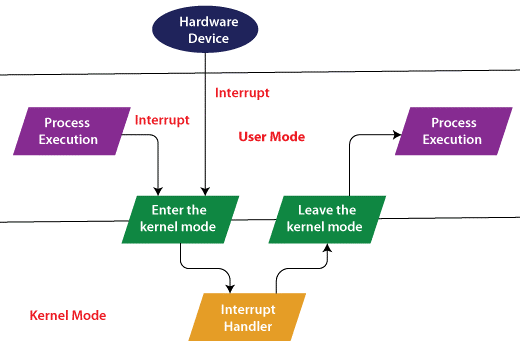 Hardware
Device
Interrupt
Process
Execution
Interrupt
User Mode
Process
Execution
Enter the
kernel mode
Leave the
kernel mode
Kernel Mode
Interrupt
Handler